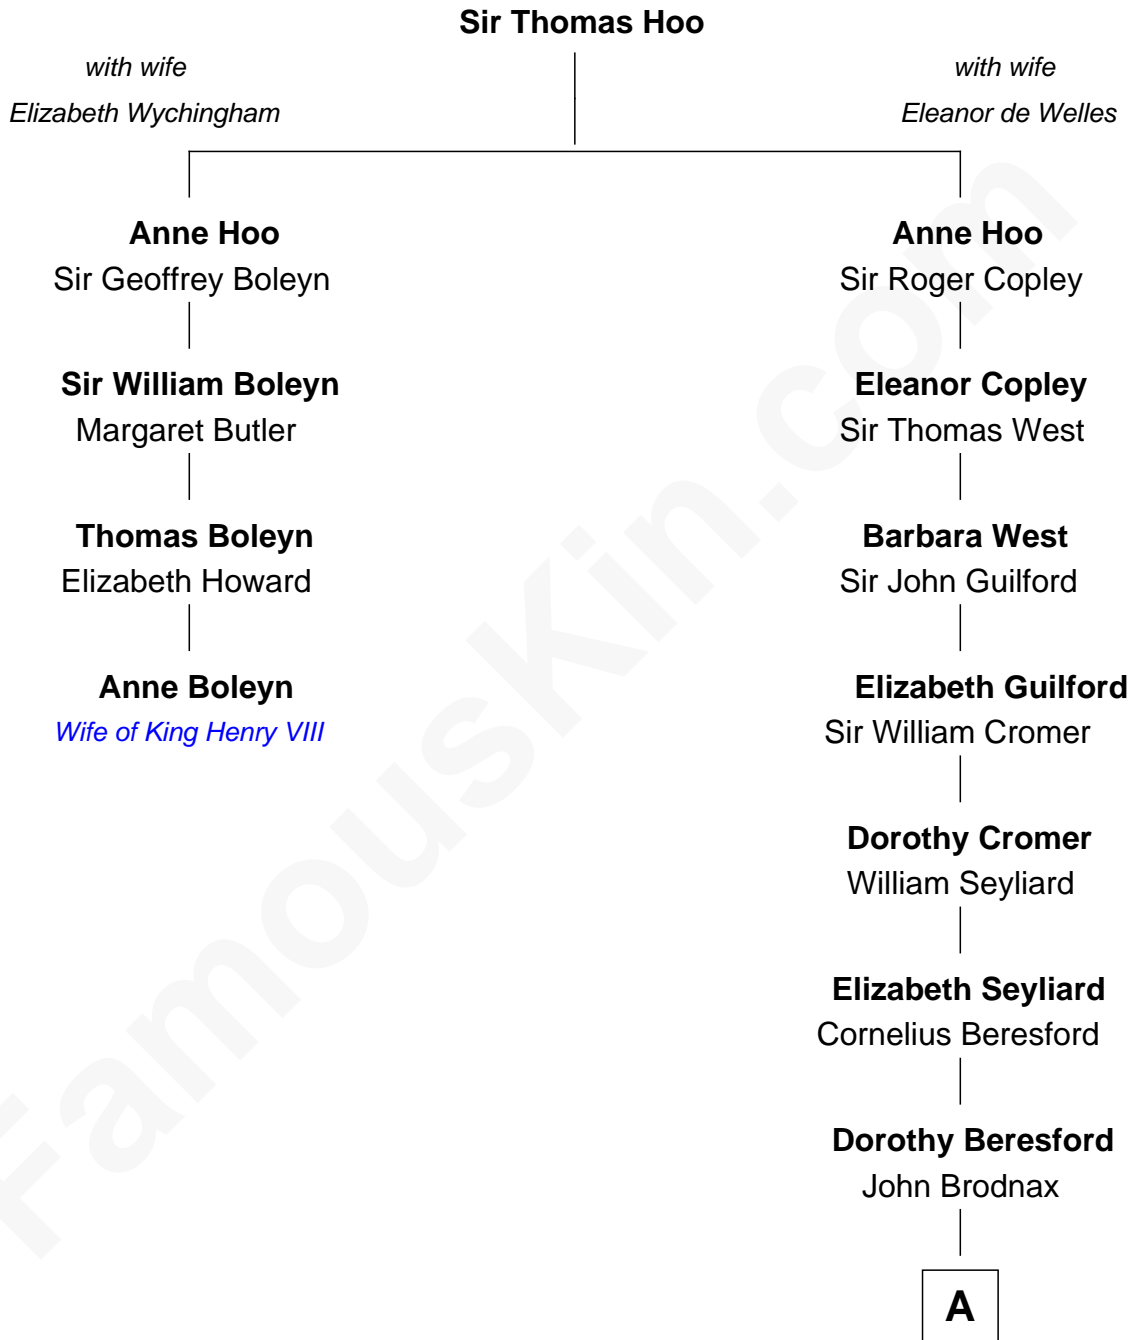 Sir Thomas Hoo
with wife
Elizabeth Wychingham
with wife
Eleanor de Welles
Anne Hoo
Sir Geoffrey Boleyn
Sir William Boleyn
Margaret Butler
Thomas Boleyn
Elizabeth Howard
Anne Boleyn
Wife of King Henry VIII
Anne Hoo
Sir Roger Copley
Eleanor Copley
Sir Thomas West
Barbara West
Sir John Guilford
Elizabeth Guilford
Sir William Cromer
Dorothy Cromer
William Seyliard
Elizabeth Seyliard
Cornelius Beresford
Dorothy Beresford
John Brodnax
A
FamousKin.com